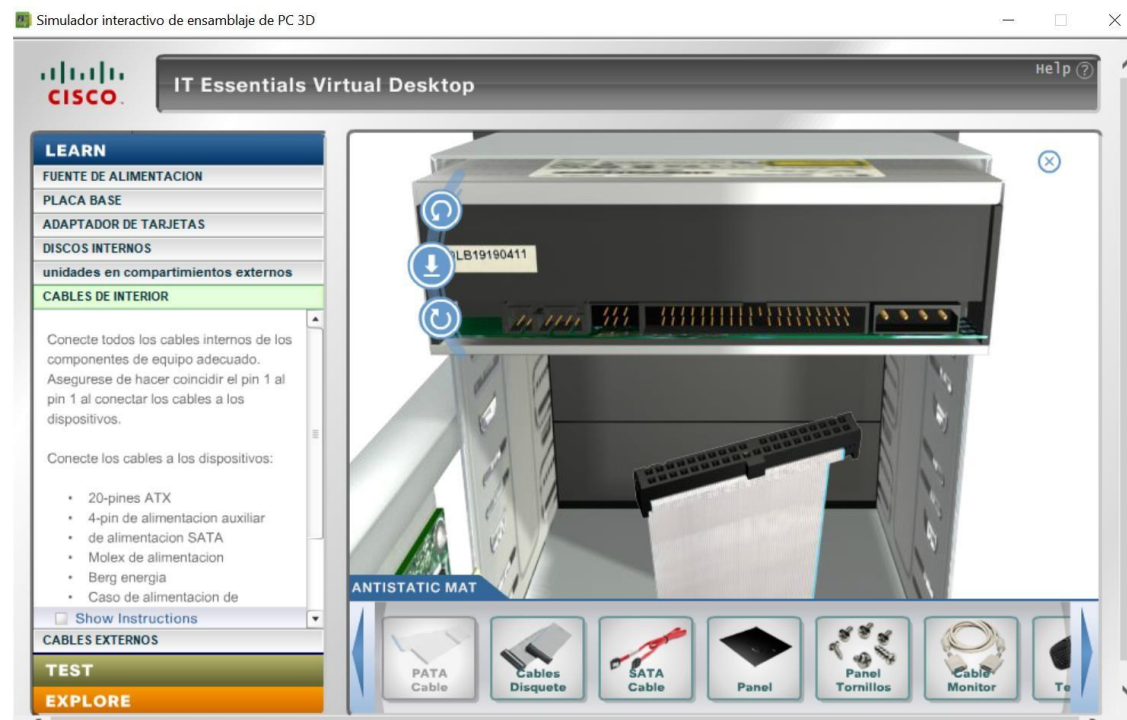 Simulador interactivo de ensamblaje de PC 3D
CISCO
IT Essentials Virtual Desktop
Help ?
LEARN
FUENTE DE ALIMENTACION
PLACA BASE
ADAPTADOR DE TARJETAS
DISCOS INTERNOS
unidades en compartimientos externos
CABLES DE INTERIOR
Conecte todos los cables internos de los
componentes de equipo adecuado.
Asegurese de hacer coincidir el pin 1 al
pin 1 al conectar los cables a los
dispositivos.
Conecte los cables a los dispositivos:
• 20-pines ATX
• 4-pin de alimentacion auxiliar
• de alimentacion SATA
• Molex de alimentacion
• Berg energia
• Caso de alimentacion de
Show Instructions
CABLES EXTERNOS
TEST
EXPLORE
LB19190411
ANTISTATIC MAT
PATA
Cable
Cables
Disquete
SATA
Cable
Panel
Panel
Tornillos
Cable
Monitor
Te